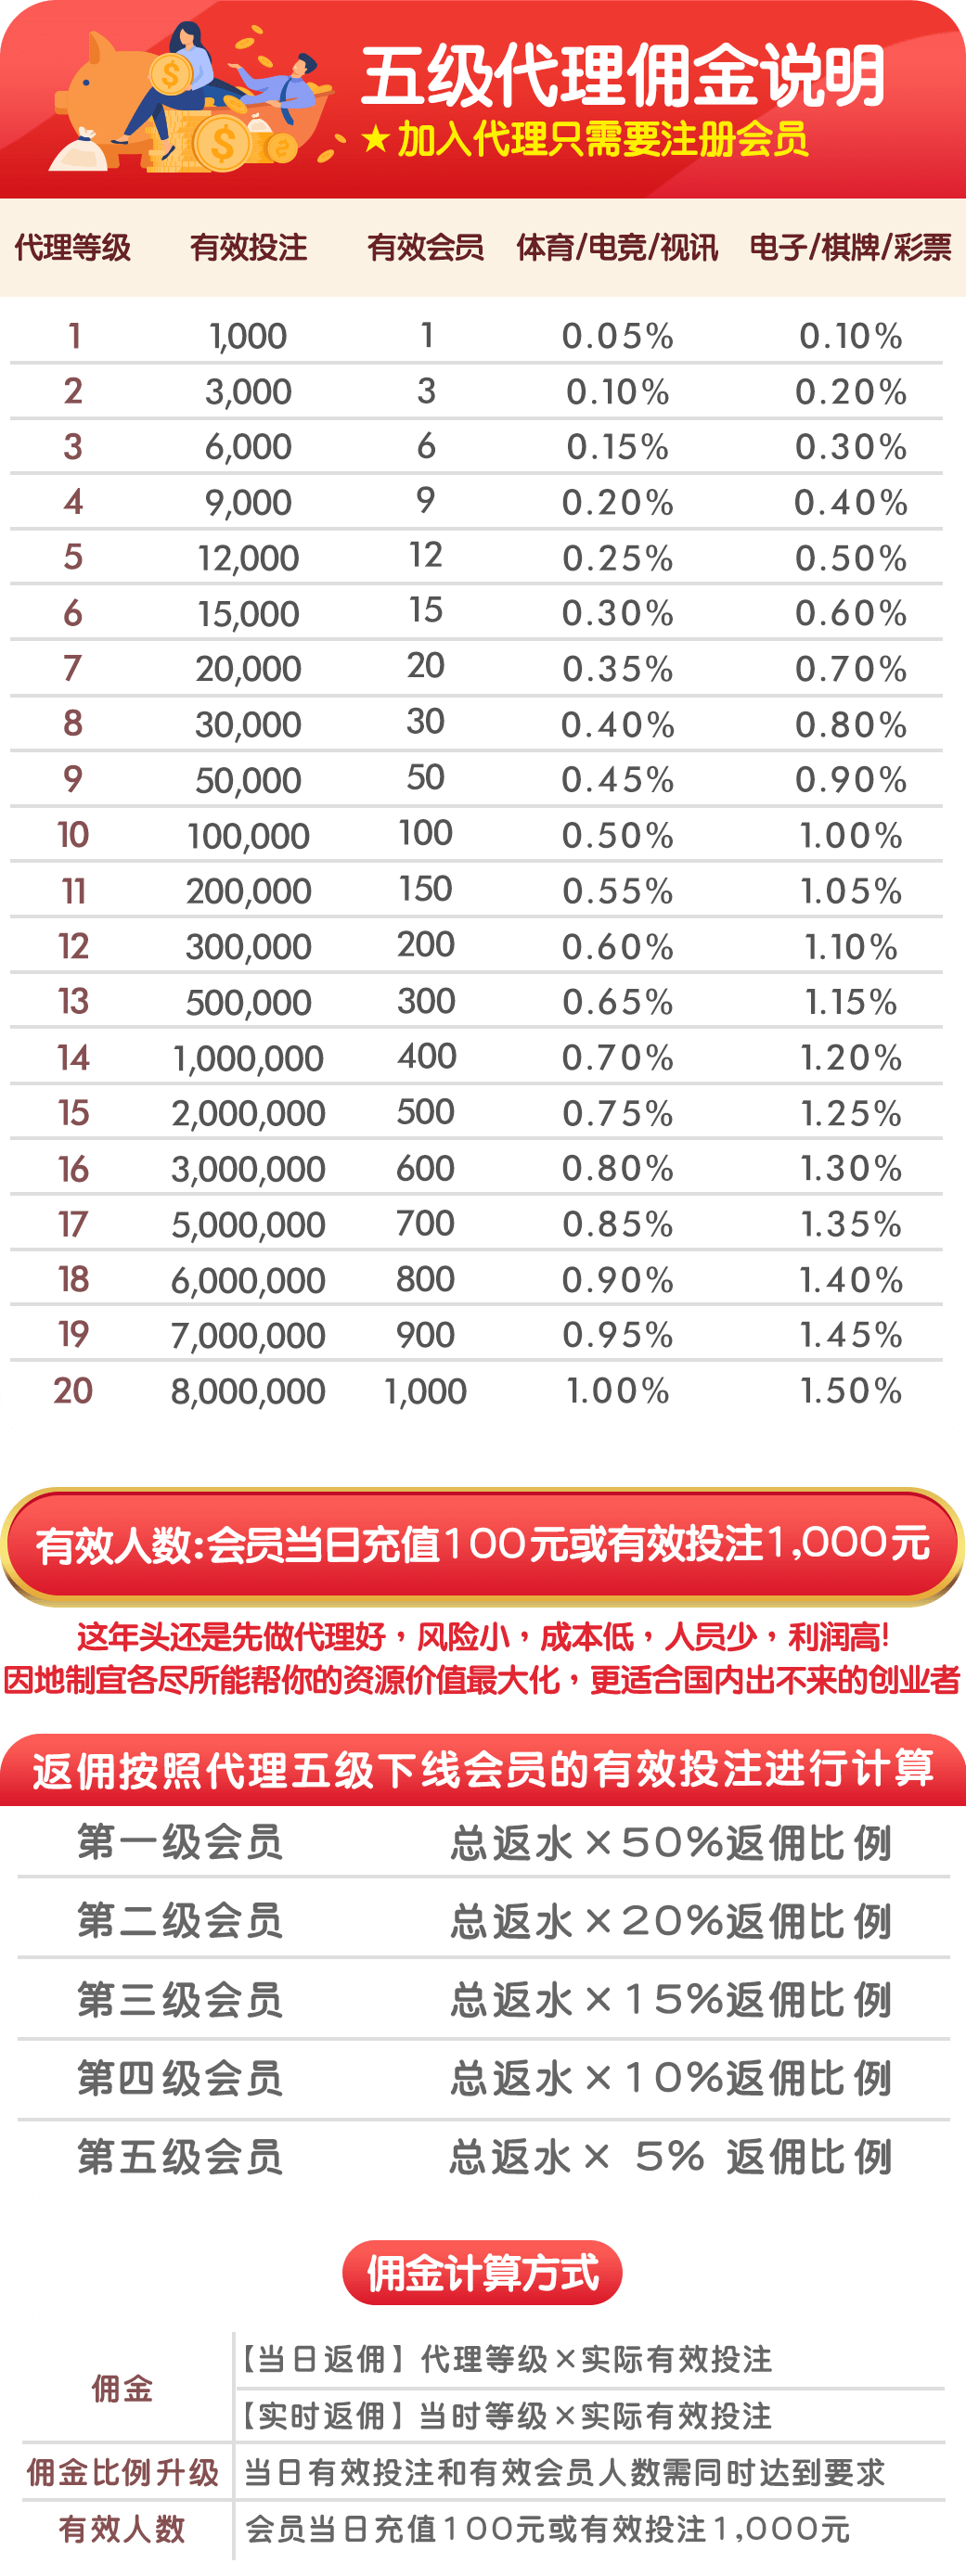 五级代理佣金说明
★加入代理只需要注册会员
代理等级 有效投注 有效会员 体育/电竞/视讯 电子/棋牌/彩票
1 1,000 1 0.05% 0.10%
2 3,000 3 0.10% 0.20%
3 6,000 6 0.15% 0.30%
4 9,000 9 0.20% 0.40%
5 12,000 12 0.25% 0.50%
6 15,000 15 0.30% 0.60%
7 20,000 20 0.35% 0.70%
8 30,000 30 0.40% 0.80%
9 50,000 50 0.45% 0.90%
10 100,000 100 0.50% 1.00%
11 200,000 150 0.55% 1.05%
12 300,000 200 0.60% 1.10%
13 500,000 300 0.65% 1.15%
14 1,000,000 400 0.70% 1.20%
15 2,000,000 500 0.75% 1.25%
16 3,000,000 600 0.80% 1.30%
17 5,000,000 700 0.85% 1.35%
18 6,000,000 800 0.90% 1.40%
19 7,000,000 900 0.95% 1.45%
20 8,000,000 1,000 1.00% 1.50%
有效人数:会员当日充值100元或有效投注1,000元
这年头还是先做代理好，风险小，成本低，人员少，利润高!
因地制宜各尽所能帮你的资源价值最大化，更适合国内出不来的创业者
返佣按照代理五级下线会员的有效投注进行计算
第一级会员 总返水×50%返佣比例
第二级会员 总返水×20%返佣比例
第三级会员 总返水×15%返佣比例
第四级会员 总返水×10%返佣比例
第五级会员 总返水× 5% 返佣比例
佣金计算方式
佣金
【当日返佣】代理等级×实际有效投注
【实时返佣】当时等级×实际有效投注
佣金比例升级 当日有效投注和有效会员人数需同时达到要求
有效人数 会员当日充值100元或有效投注1,000元